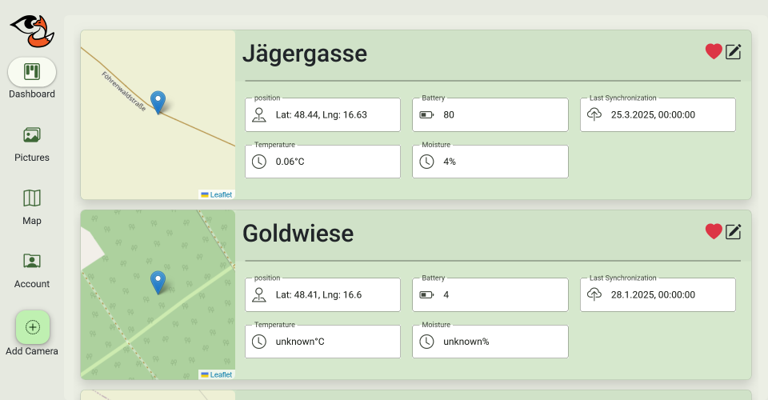 Dashboard
Pictures
Map
Account
Add Camera
Föhrenwaldstraße
Leaflet
Jägergasse
position
Lat: 48.44, Lng: 16.63
Battery
80
Last Synchronization
25.3.2025, 00:00:00
Temperature
0.06°C
Moisture
4%
Leaflet
Goldwiese
position
Lat: 48.41, Lng: 16.6
Battery
4
Last Synchronization
28.1.2025, 00:00:00
Temperature
unknown°C
Moisture
unknown%